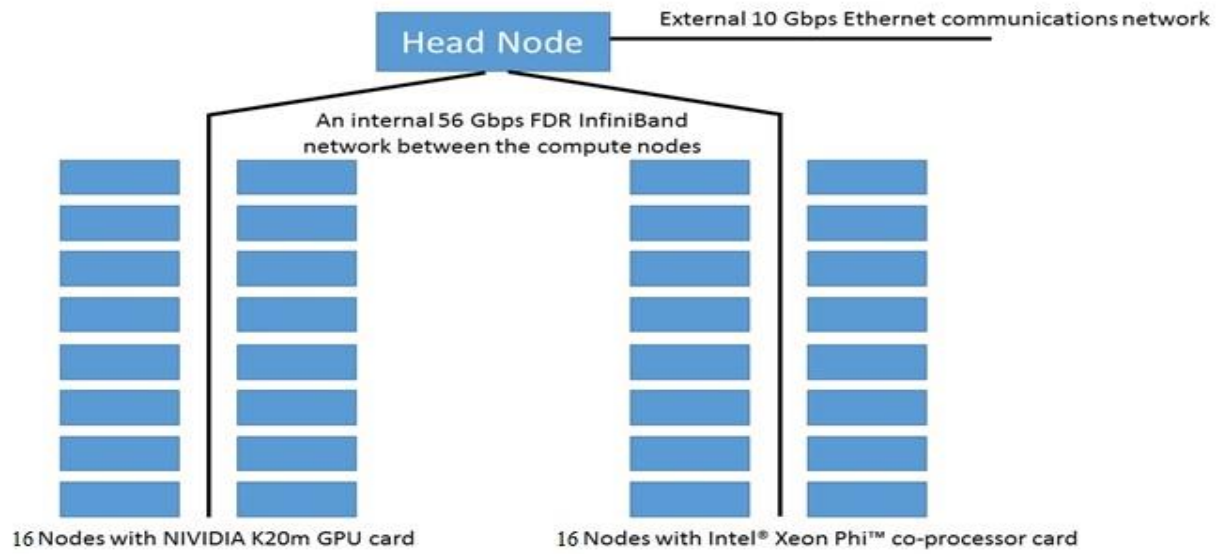 External 10 Gbps Ethernet communications network
Head Node
An internal 56 Gbps FDR InfiniBand
network between the compute nodes
16 Nodes with NIVIDIA K20m GPU card
16 Nodes with Intel® Xeon Phi™ co-processor card